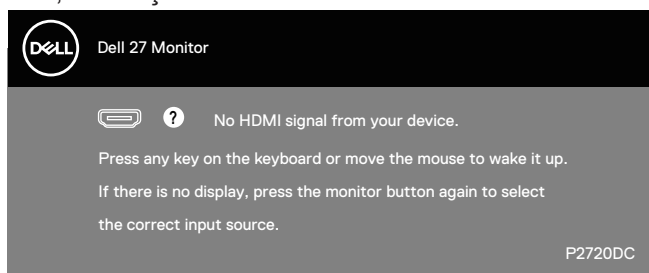 DELL
Dell 27 Monitor
? No HDMI signal from your device.
Press any key on the keyboard or move the mouse to wake it up.
If there is no display, press the monitor button again to select
the correct input source.
P2720DC